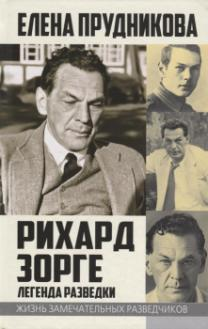 ЕЛЕНА ПРУДНИКОВА
РИХАРД
ЗОРГЕ
ЛЕГЕНДА РАЗВЕДКИ
ЖИЗНЬ ЗАМЕЧАТЕЛЬНЫХ РАЗВЕДЧИКОВ